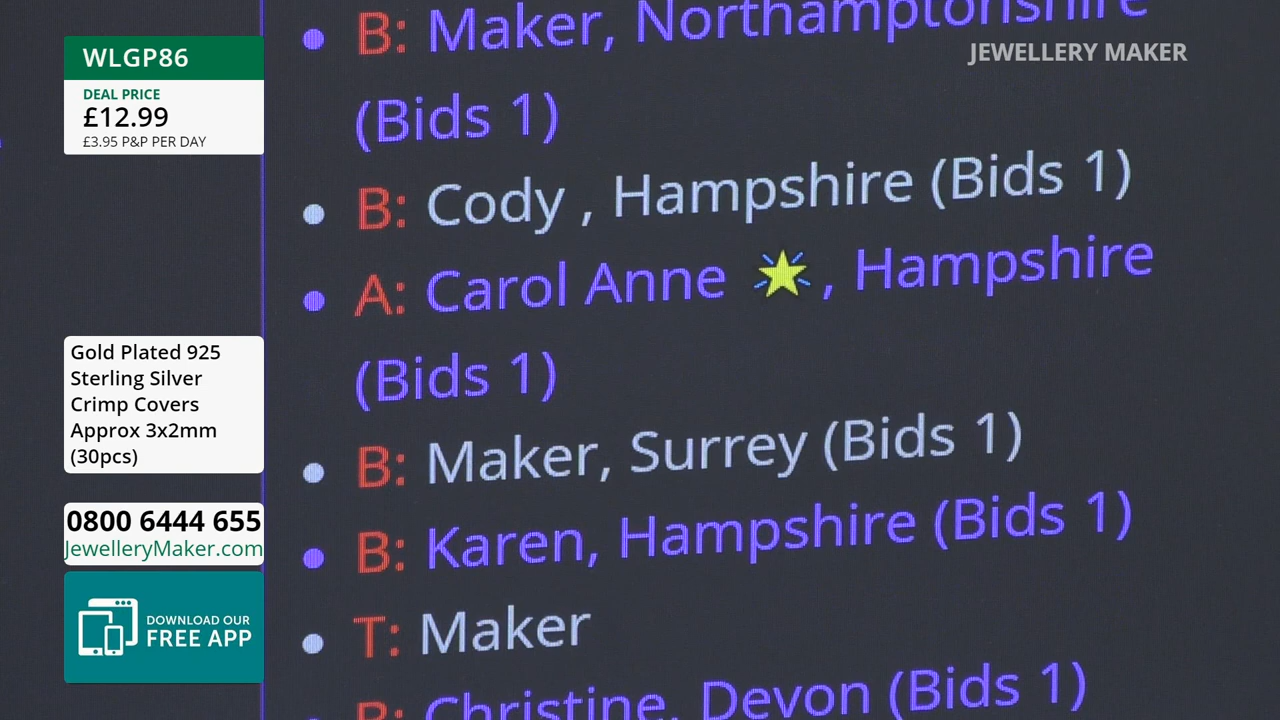 WLGP86
DEAL PRICE
£12.99
£3.95 P&P PER DAY
Gold Plated 925
Sterling Silver
Crimp Covers
Approx 3x2mm
(30pcs)
0800 6444 655
JewelleryMaker.com
DOWNLOAD OUR
FREE APP
JEWELLERY MAKER
B: Maker, Northamptonshire
(Bids 1)
B: Cody , Hampshire (Bids 1)
A: Carol Anne 🌟, Hampshire
(Bids 1)
B: Maker, Surrey (Bids 1)
B: Karen, Hampshire (Bids 1)
T: Maker
B: Christine, Devon (Bids 1)